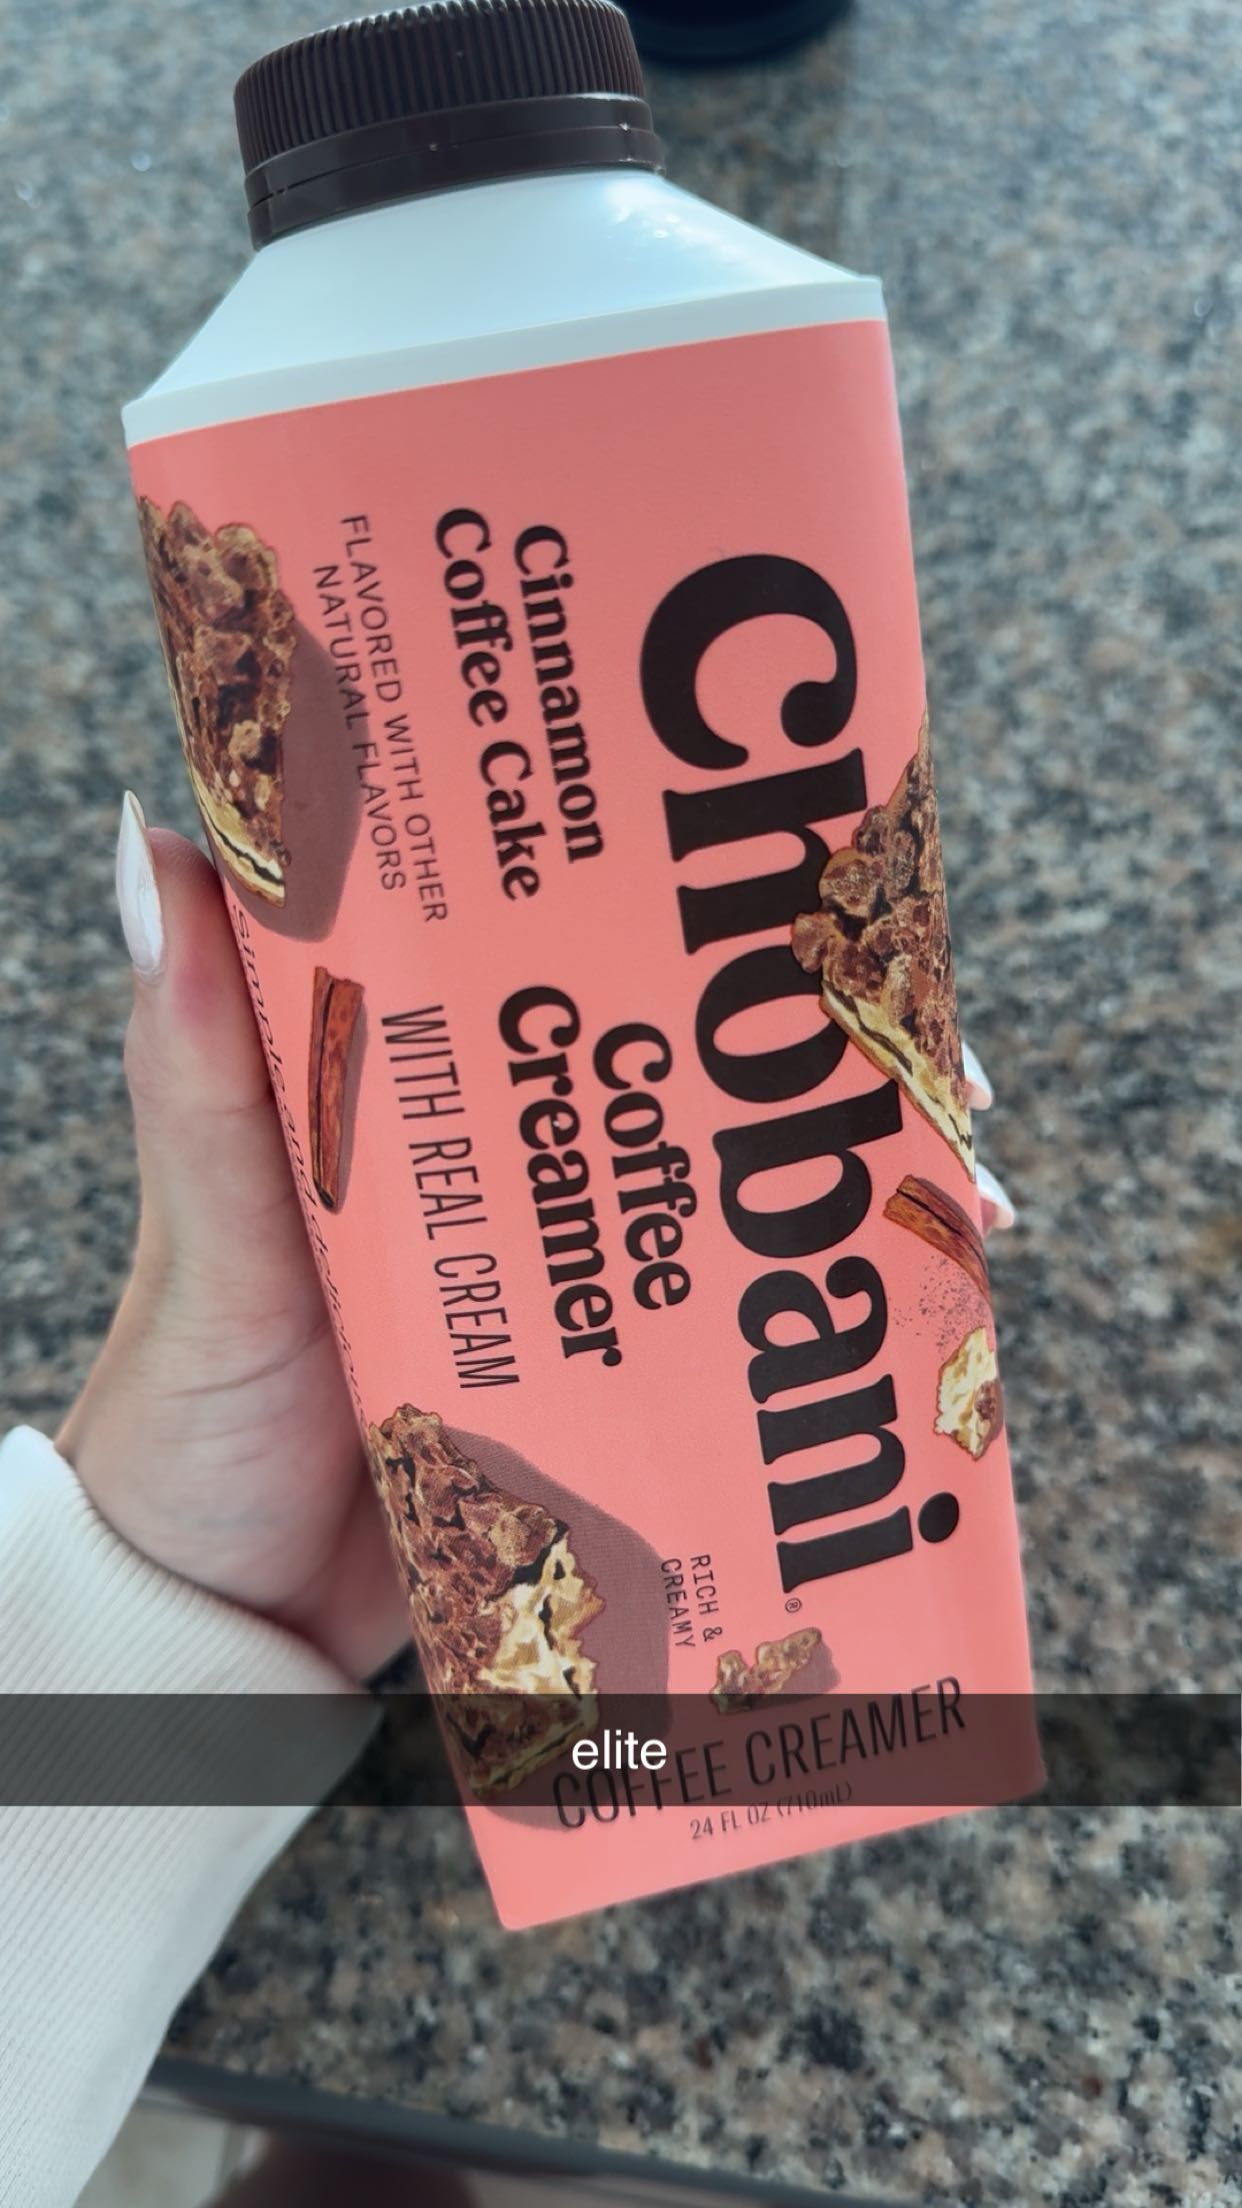 Chobani®
Cinnamon
Coffee Cake
FLAVORED WITH OTHER
NATURAL FLAVORS
Coffee
Creamer
WITH REAL CREAM
RICH &
CREAMY
COFFEE CREAMER
24 FL OZ (710mL)
elite